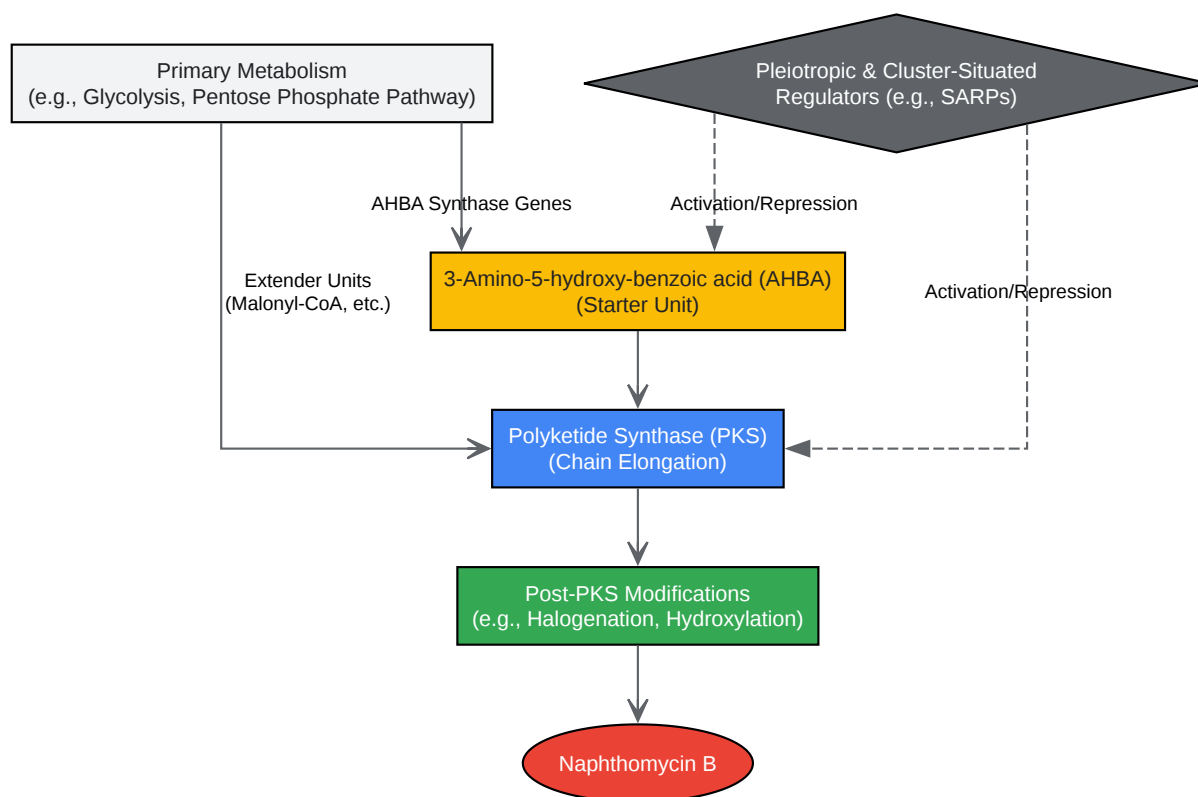 Primary Metabolism
(e.g., Glycolysis, Pentose Phosphate Pathway)
Pleiotropic & Cluster-Situated
Regulators (e.g., SARPs)
AHBA Synthase Genes
Activation/Repression
Extender Units
(Malonyl-CoA, etc.)
3-Amino-5-hydroxy-benzoic acid (AHBA)
(Starter Unit)
Activation/Repression
Polyketide Synthase (PKS)
(Chain Elongation)
Post-PKS Modifications
(e.g., Halogenation, Hydroxylation)
Naphthomycin B